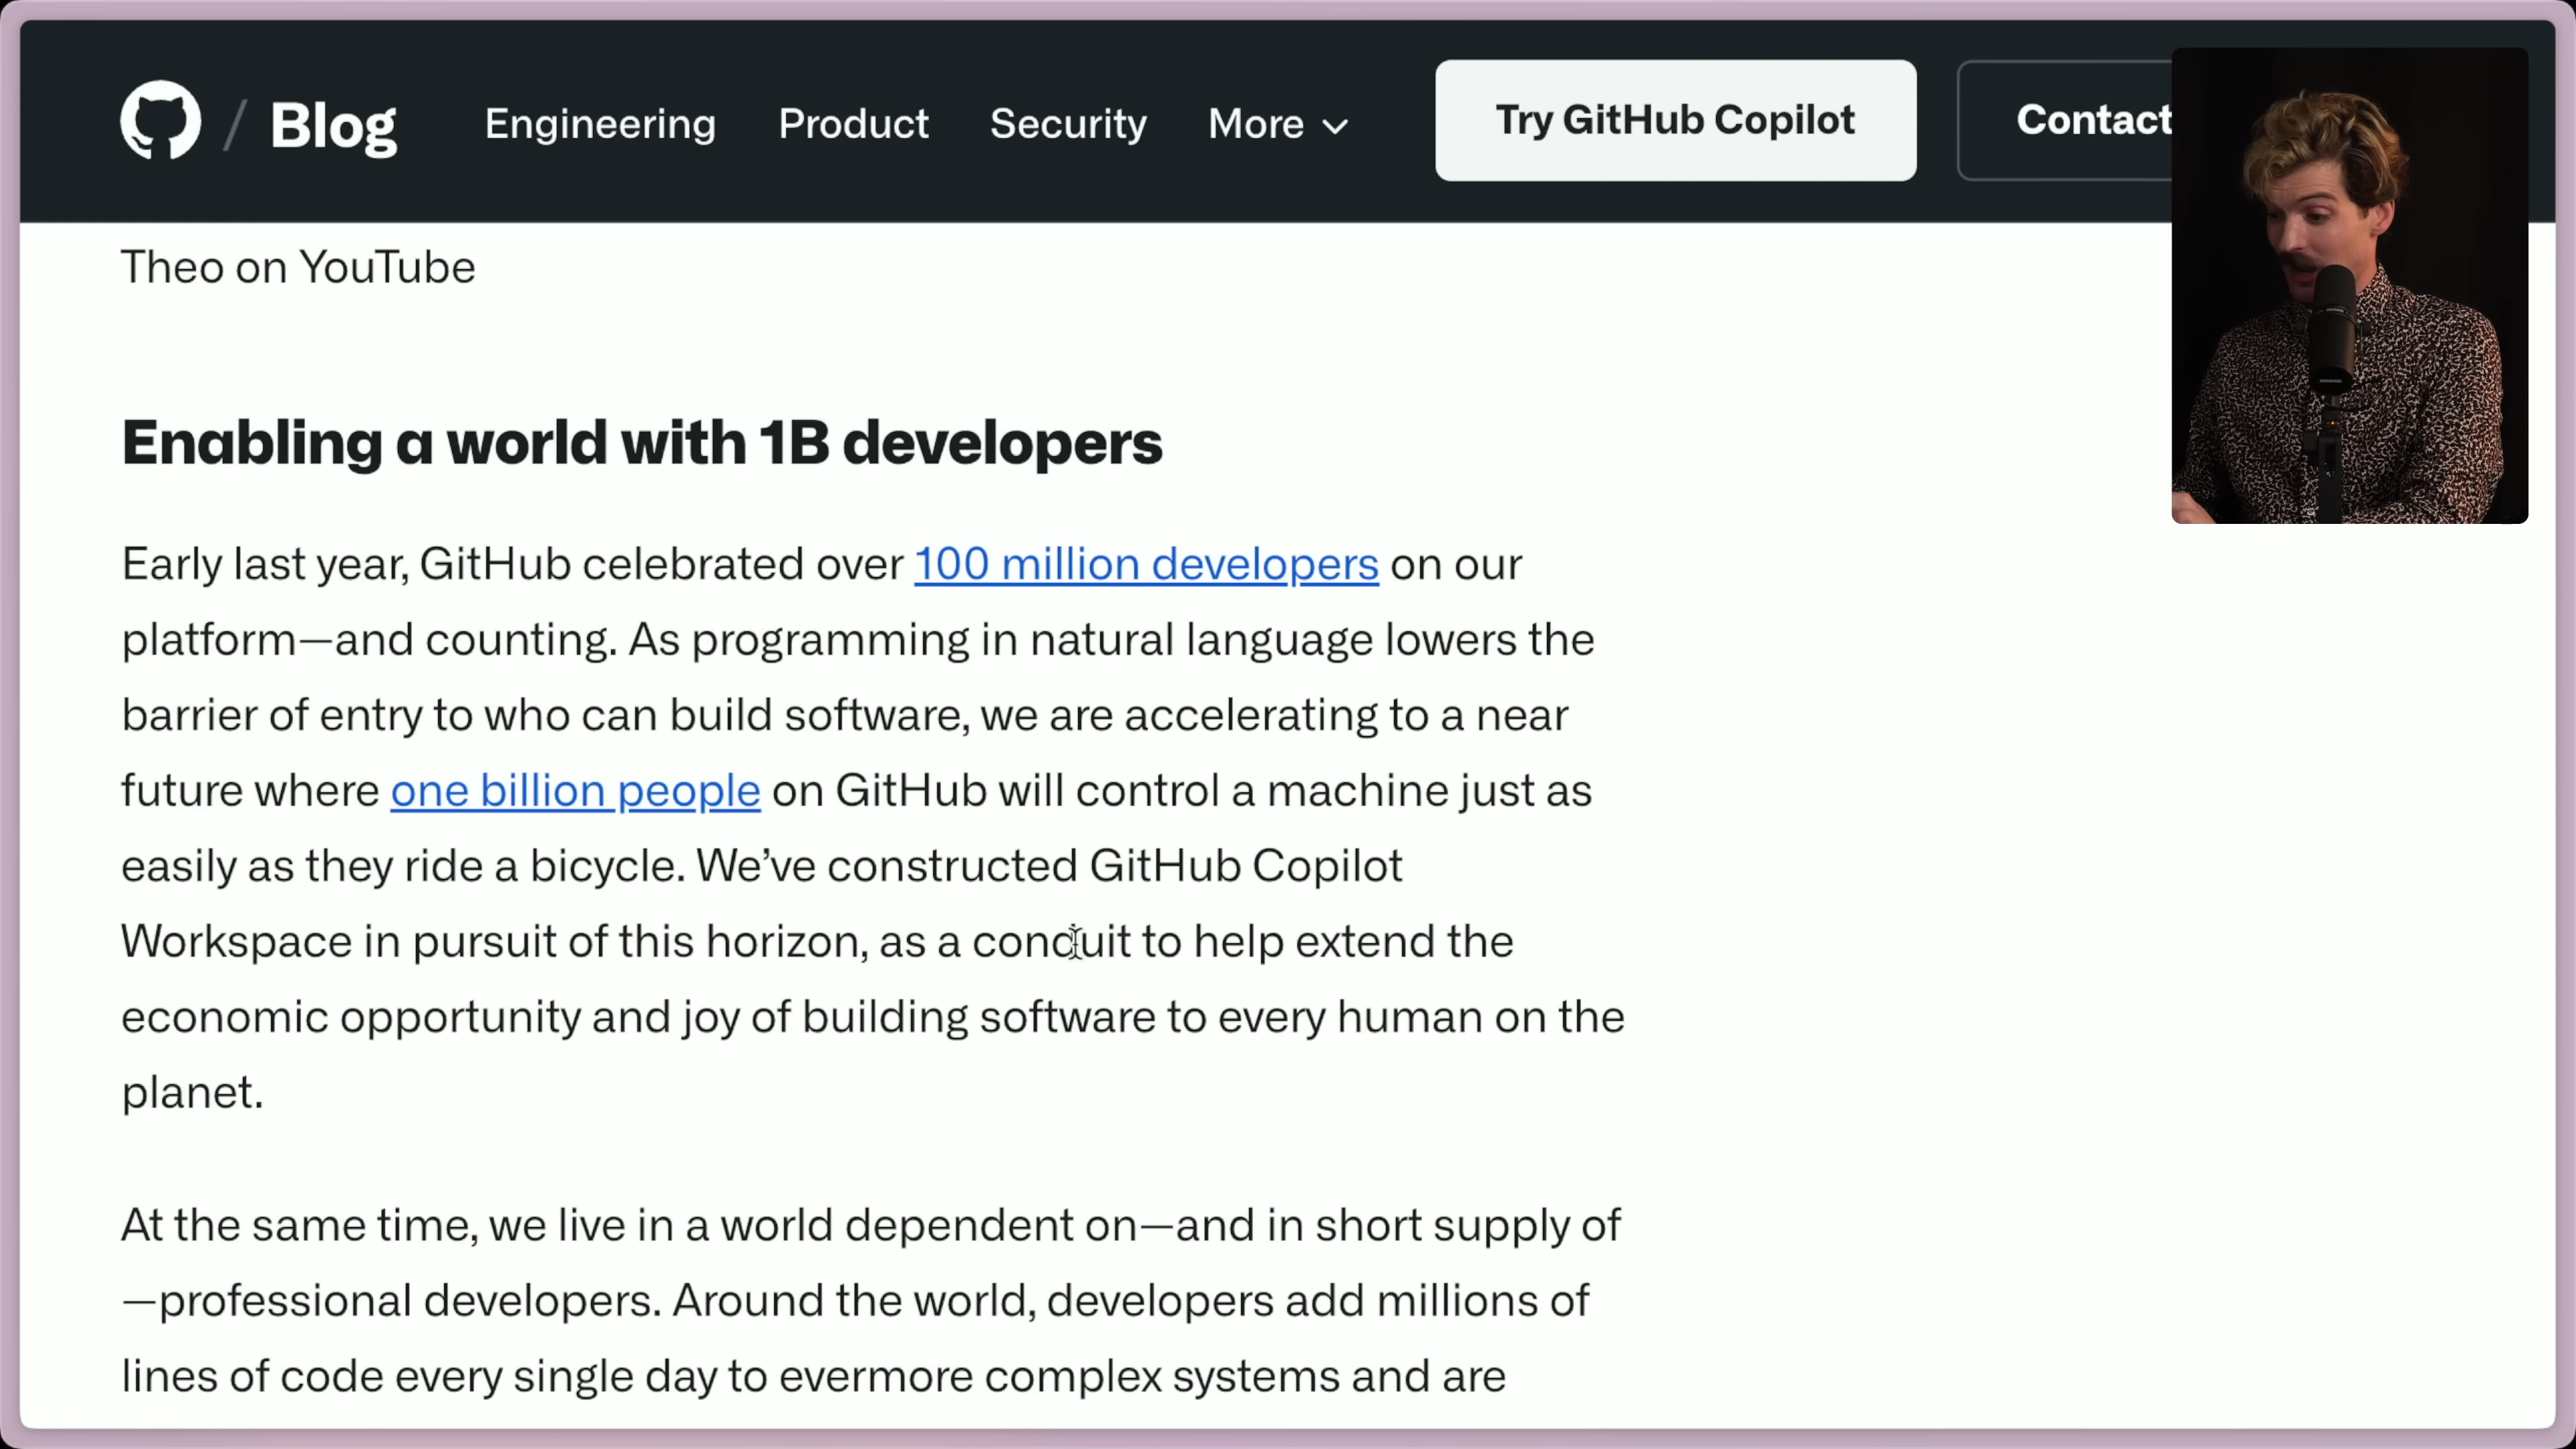 / Blog Engineering Product Security More Try GitHub Copilot Contact
Theo on YouTube
Enabling a world with 1B developers
Early last year, GitHub celebrated over 100 million developers on our
platform—and counting. As programming in natural language lowers the
barrier of entry to who can build software, we are accelerating to a near
future where one billion people on GitHub will control a machine just as
easily as they ride a bicycle. We’ve constructed GitHub Copilot
Workspace in pursuit of this horizon, as a conduit to help extend the
economic opportunity and joy of building software to every human on the
planet.
At the same time, we live in a world dependent on—and in short supply of
—professional developers. Around the world, developers add millions of
lines of code every single day to evermore complex systems and are